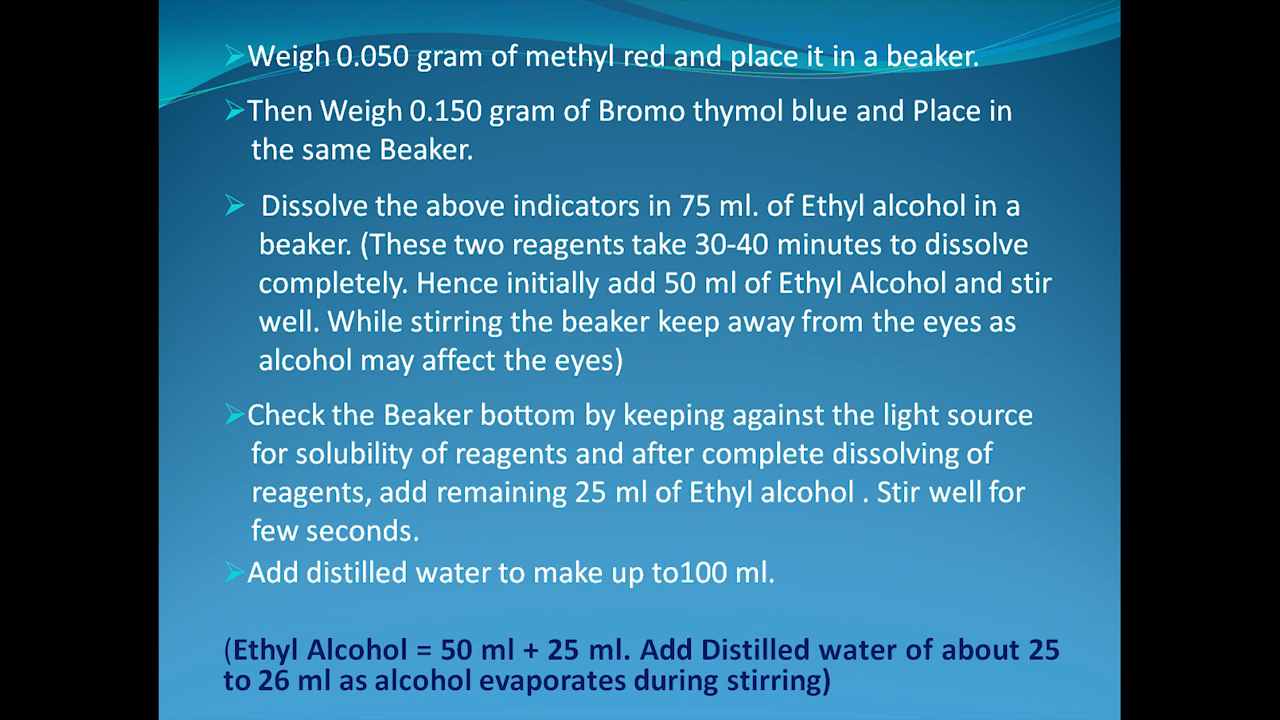 ➢Weigh 0.050 gram of methyl red and place it in a beaker.
➢Then Weigh 0.150 gram of Bromo thymol blue and Place in
the same Beaker.
➢ Dissolve the above indicators in 75 ml. of Ethyl alcohol in a
beaker. (These two reagents take 30-40 minutes to dissolve
completely. Hence initially add 50 ml of Ethyl Alcohol and stir
well. While stirring the beaker keep away from the eyes as
alcohol may affect the eyes)
➢Check the Beaker bottom by keeping against the light source
for solubility of reagents and after complete dissolving of
reagents, add remaining 25 ml of Ethyl alcohol . Stir well for
few seconds.
➢Add distilled water to make up to100 ml.
(Ethyl Alcohol = 50 ml + 25 ml. Add Distilled water of about 25
to 26 ml as alcohol evaporates during stirring)